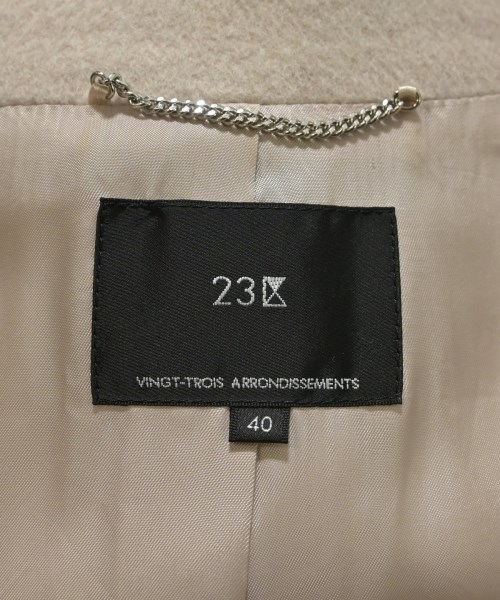 23区
VINGT-TROIS ARRONDISSEMENTS
40